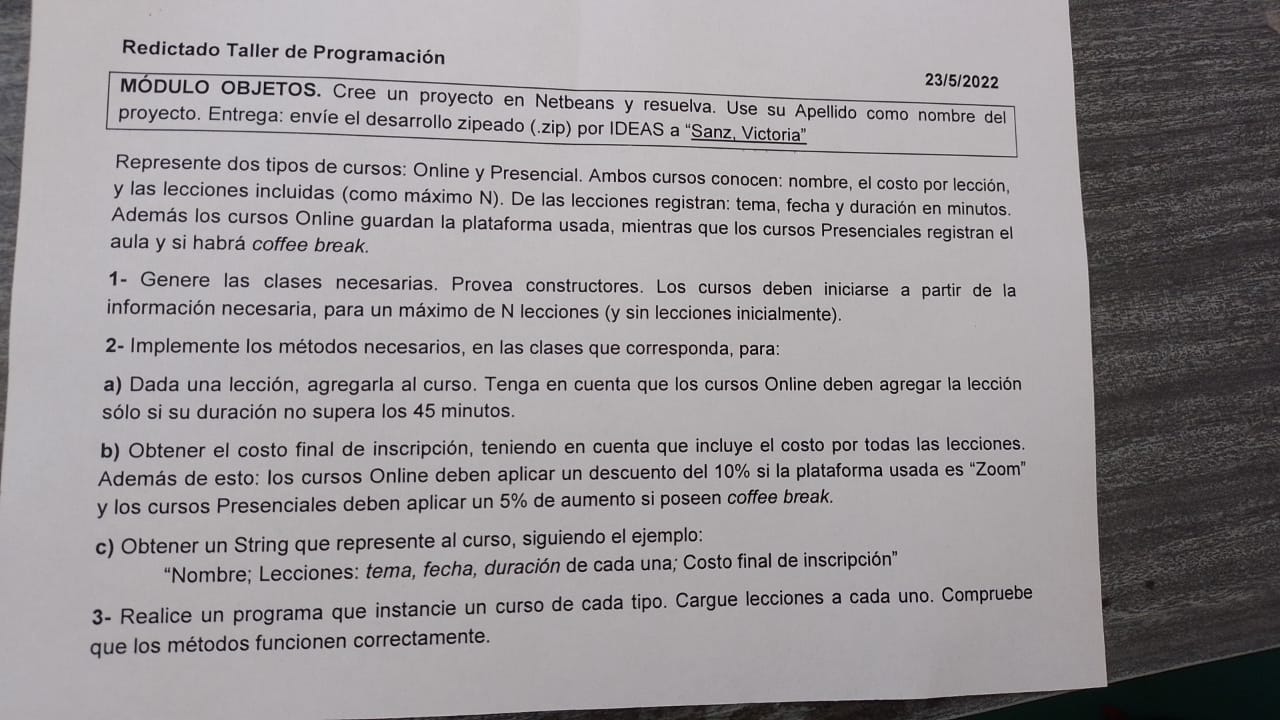 Redictado Taller de Programación
23/5/2022
MÓDULO OBJETOS. Cree un proyecto en Netbeans y resuelva. Use su Apellido como nombre del
proyecto. Entrega: envíe el desarrollo zipeado (.zip) por IDEAS a “Sanz, Victoria”
Represente dos tipos de cursos: Online y Presencial. Ambos cursos conocen: nombre, el costo por lección,
y las lecciones incluidas (como máximo N). De las lecciones registran: tema, fecha y duración en minutos.
Además los cursos Online guardan la plataforma usada, mientras que los cursos Presenciales registran el
aula y si habrá coffee break.
1- Genere las clases necesarias. Provea constructores. Los cursos deben iniciarse a partir de la
información necesaria, para un máximo de N lecciones (y sin lecciones inicialmente).
2- Implemente los métodos necesarios, en las clases que corresponda, para:
a) Dada una lección, agregarla al curso. Tenga en cuenta que los cursos Online deben agregar la lección
sólo si su duración no supera los 45 minutos.
b) Obtener el costo final de inscripción, teniendo en cuenta que incluye el costo por todas las lecciones.
Además de esto: los cursos Online deben aplicar un descuento del 10% si la plataforma usada es “Zoom”
y los cursos Presenciales deben aplicar un 5% de aumento si poseen coffee break.
c) Obtener un String que represente al curso, siguiendo el ejemplo:
“Nombre; Lecciones: tema, fecha, duración de cada una; Costo final de inscripción”
3- Realice un programa que instancie un curso de cada tipo. Cargue lecciones a cada uno. Compruebe
que los métodos funcionen correctamente.